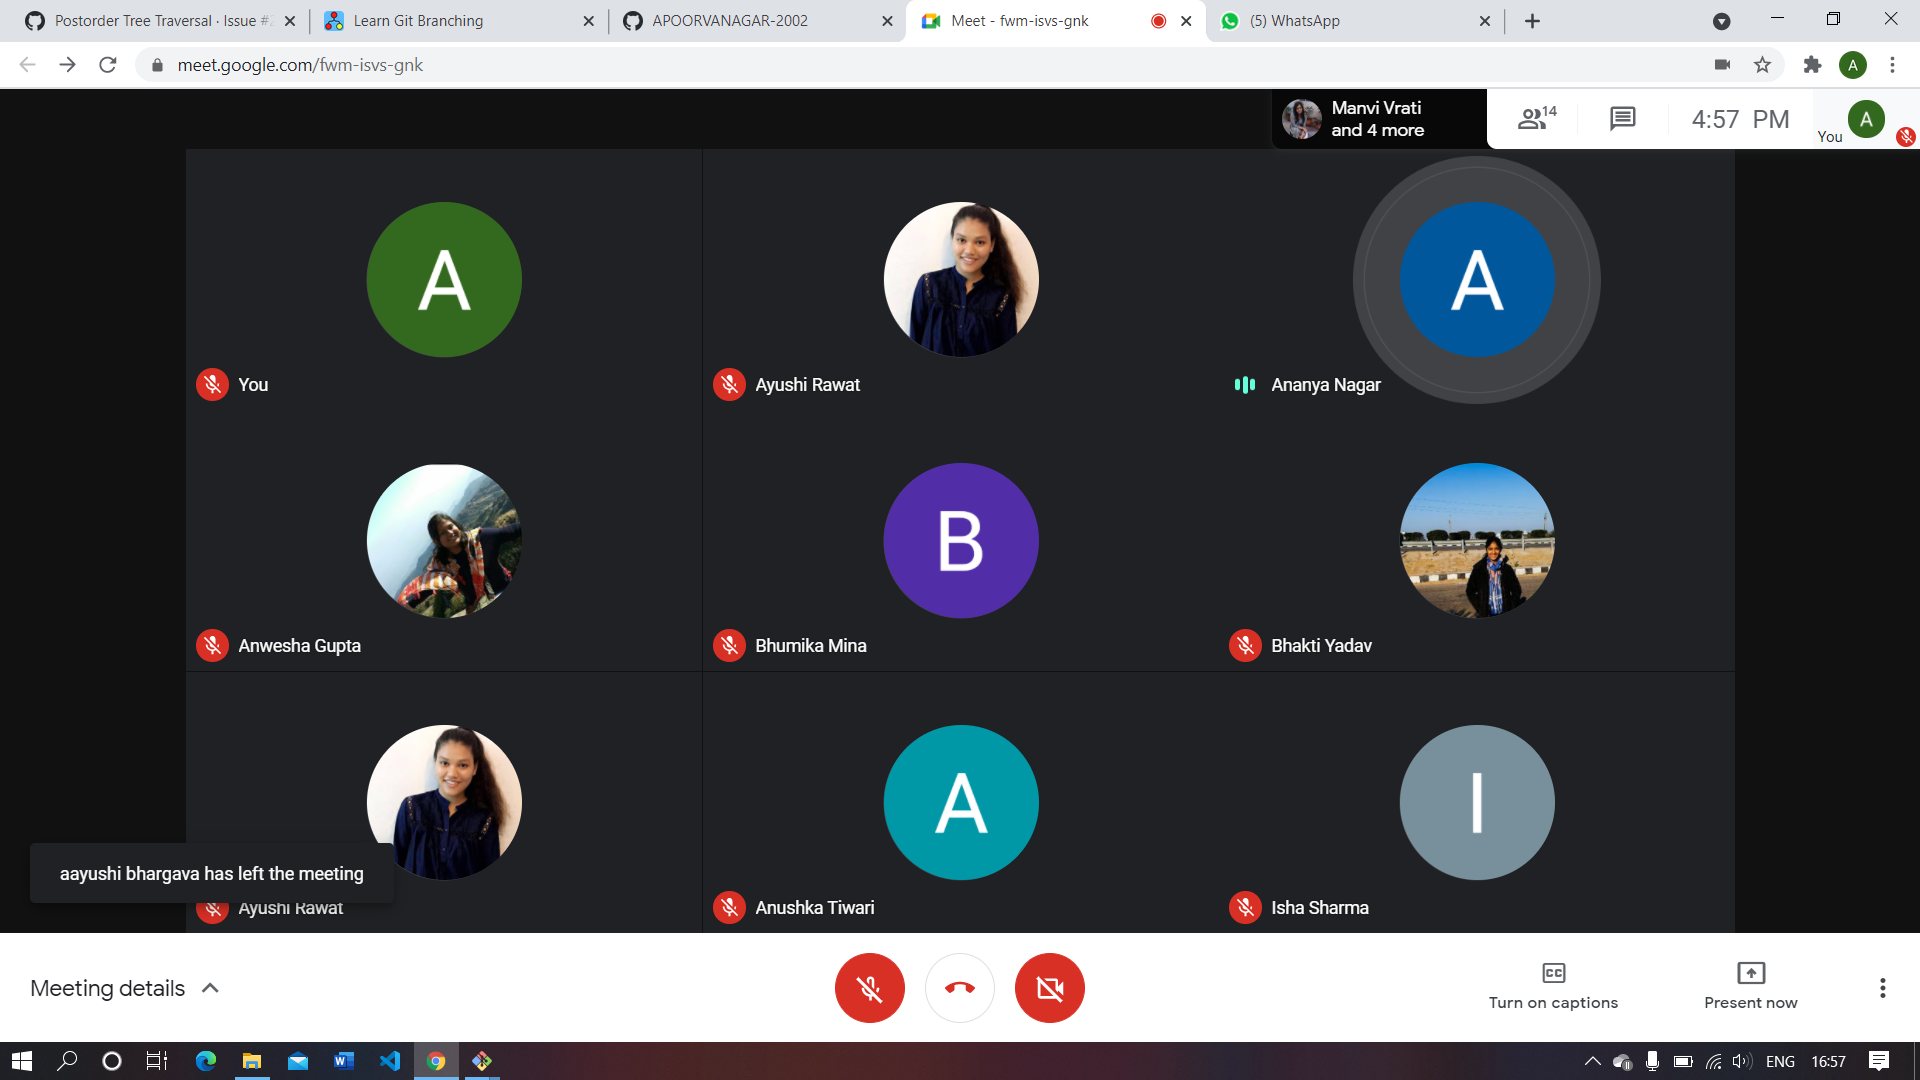 Postorder Tree Traversal · Issue #
Learn Git Branching
APOORVANAGAR-2002
Meet - fwm-isvs-gnk
(5) WhatsApp
meet.google.com/fwm-isvs-gnk
A
Manvi Vrati
and 4 more
14
4:57 PM
You
A
A
A
You
Ayushi Rawat
Ananya Nagar
B
Anwesha Gupta
Bhumika Mina
Bhakti Yadav
A
I
aayushi bhargava has left the meeting
Ayushi Rawat
Anushka Tiwari
Isha Sharma
Meeting details
CC
Turn on captions
Present now
W
ENG
16:57